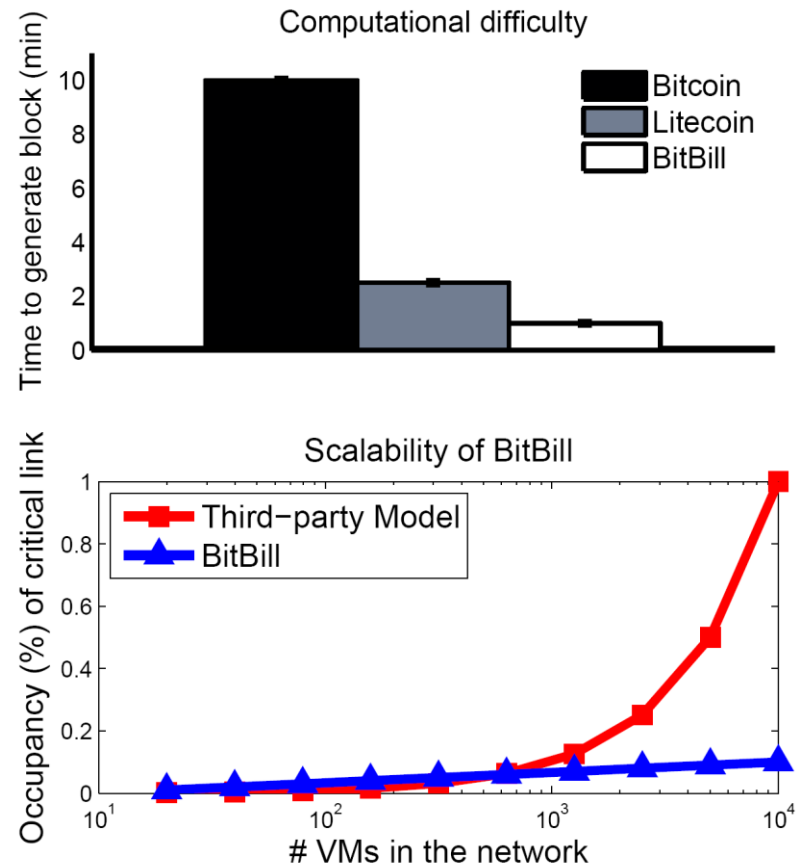 Computational difficulty
Time to generate block (min)
10
8
6
4
2
0
Bitcoin
Litecoin
BitBill
Scalability of BitBill
Occupancy (%) of critical link
1
0.8
0.6
0.4
0.2
0
Third-party Model
BitBill
10^1 10^2 10^3 10^4
# VMs in the network